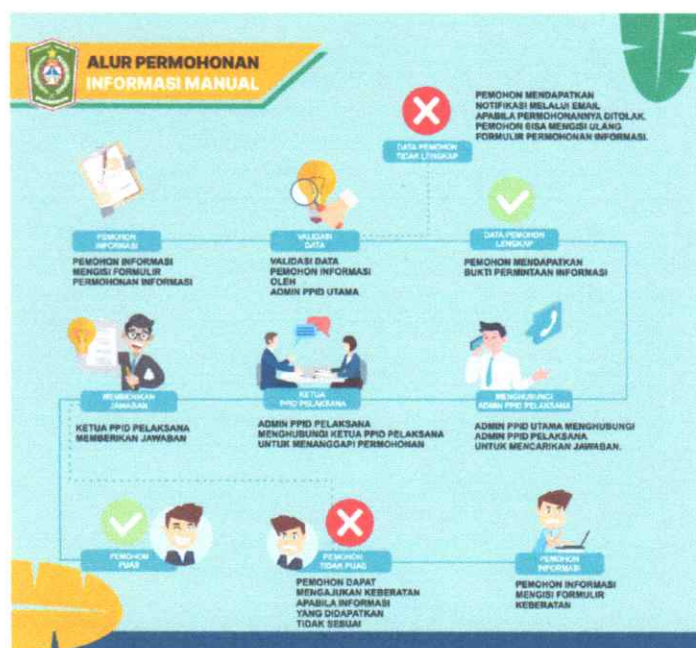 ALUR PERMOHONAN
INFORMASI MANUAL
PEMOHON MENDAPATKAN
NOTIFIKASI MELALUI EMAIL
APABILA PERMOHONANNYA DITOLAK.
PEMOHON BISA MENGISI ULANG
FORMULIR PERMOHONAN INFORMASI.
DATA PEMOHON
TIDAK LENGKAP
PEMOHON
INFORMASI
PEMOHON INFORMASI
MENGISI FORMULIR
PERMOHONAN INFORMASI
VALIDASI
DATA
VALIDASI DATA
PEMOHON INFORMASI
OLEH
ADMIN PPID UTAMA
DATA PEMOHON
LENGKAP
PEMOHON MENDAPATKAN
BUKTI PERMINTAAN INFORMASI
MEMBERIKAN
JAWABAN
KETUA PPID PELAKSANA
MEMBERIKAN JAWABAN
KETUA
PPID PELAKSANA
ADMIN PPID PELAKSANA
MENGHUBUNGI KETUA PPID PELAKSANA
UNTUK MENANGGAPI PERMOHONAN
MENGHUBUNGI
ADMIN PPID PELAKSANA
ADMIN PPID UTAMA MENGHUBUNGI
ADMIN PPID PELAKSANA
UNTUK MENCARIKAN JAWABAN.
PEMOHON
PUAS
PEMOHON
TIDAK PUAS
PEMOHON DAPAT
MENGAJUKAN KEBERATAN
APABILA INFORMASI
YANG DIDAPATKAN
TIDAK SESUAI
PEMOHON
INFORMASI
PEMOHON INFORMASI
MENGISI FORMULIR
KEBERATAN